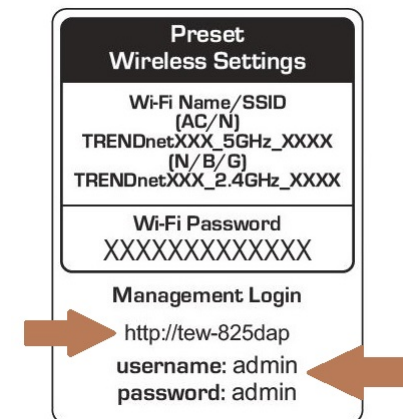 Preset
Wireless Settings
Wi-Fi Name/SSID
(AC/N)
TRENDnetXXX_5GHz_XXXX
(N/B/G)
TRENDnetXXX_2.4GHz_XXXX
Wi-Fi Password
XXXXXXXXXXXXX
Management Login
http://tew-825dap
username: admin
password: admin